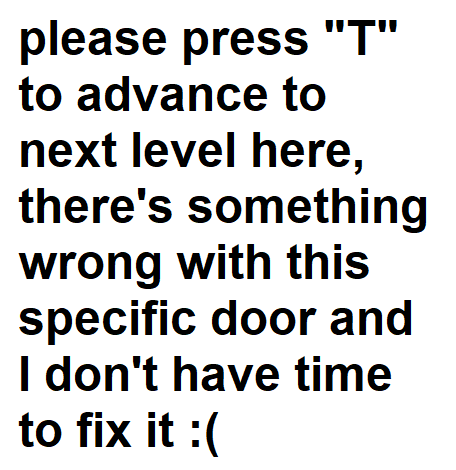 please press "T"
to advance to
next level here,
there's something
wrong with this
specific door and
I don't have time
to fix it :(